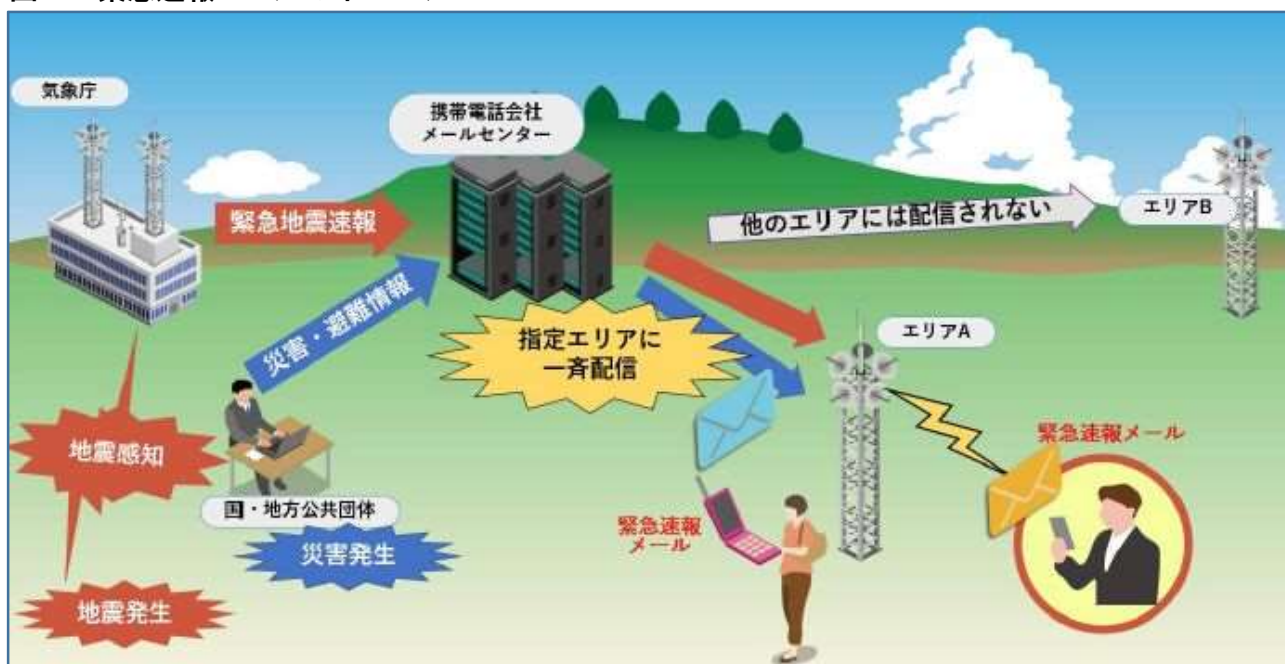 気象庁
携帯電話会社
メールセンター
緊急地震速報
他のエリアには配信されない
エリアB
災害・避難情報
指定エリアに
一斉配信
エリアA
地震感知
緊急速報メール
国・地方公共団体
緊急速報
メール
災害発生
地震発生